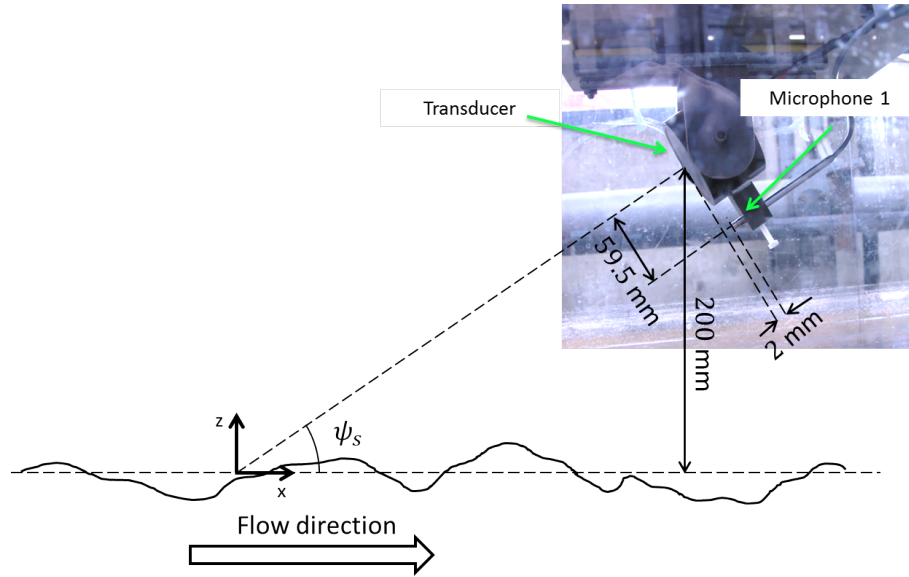 Transducer
Microphone 1
59.5 mm
200 mm
2 mm
z
ψs
x
Flow direction